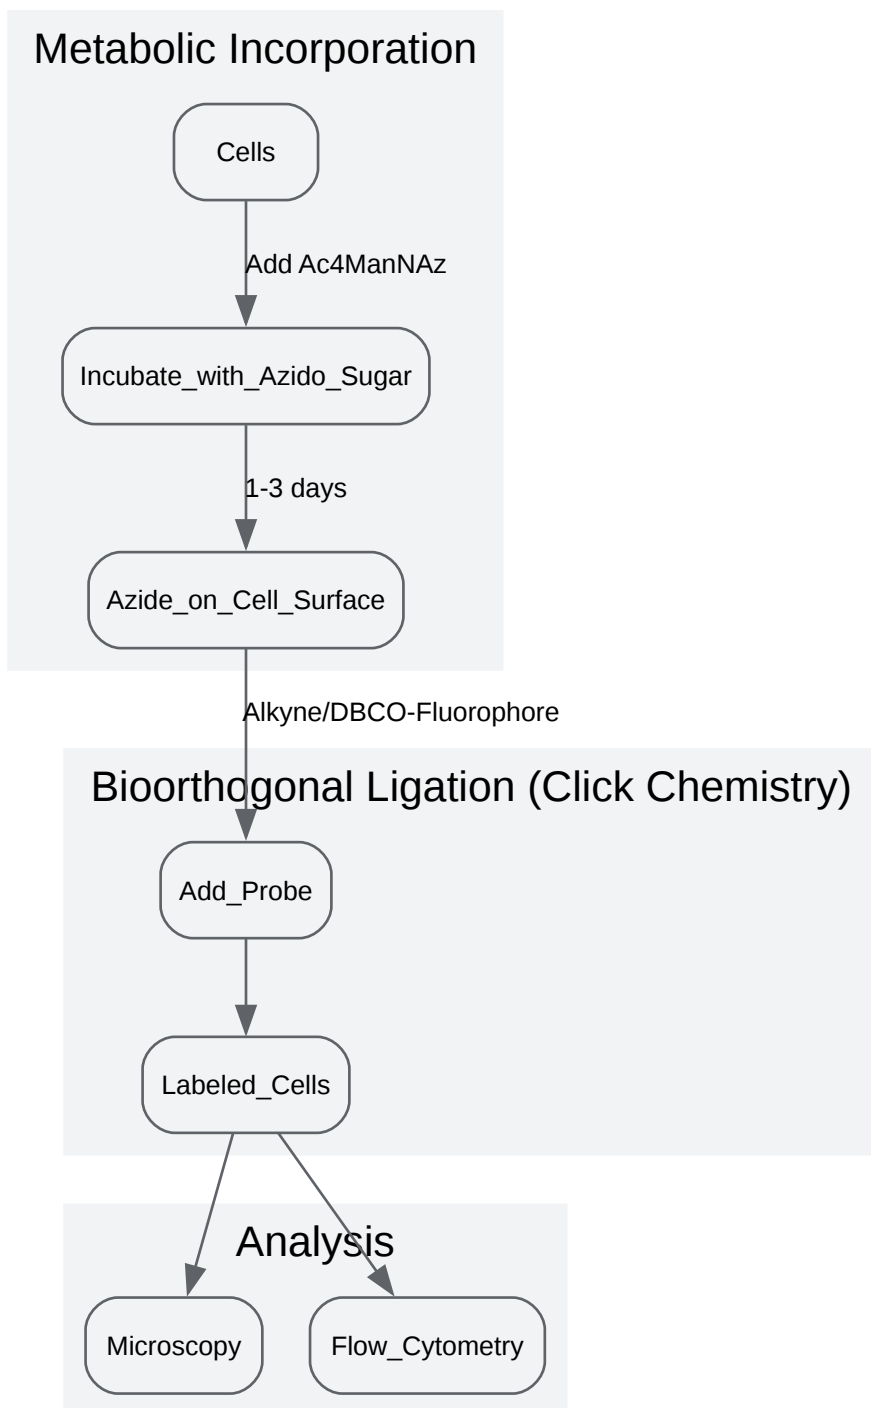 Metabolic Incorporation
Cells
Add Ac4ManNAz
Incubate_with_Azido_Sugar
1-3 days
Azide_on_Cell_Surface
Alkyne/DBCO-Fluorophore
Bioorthogonal Ligation (Click Chemistry)
Add_Probe
Labeled_Cells
Analysis
Microscopy
Flow_Cytometry